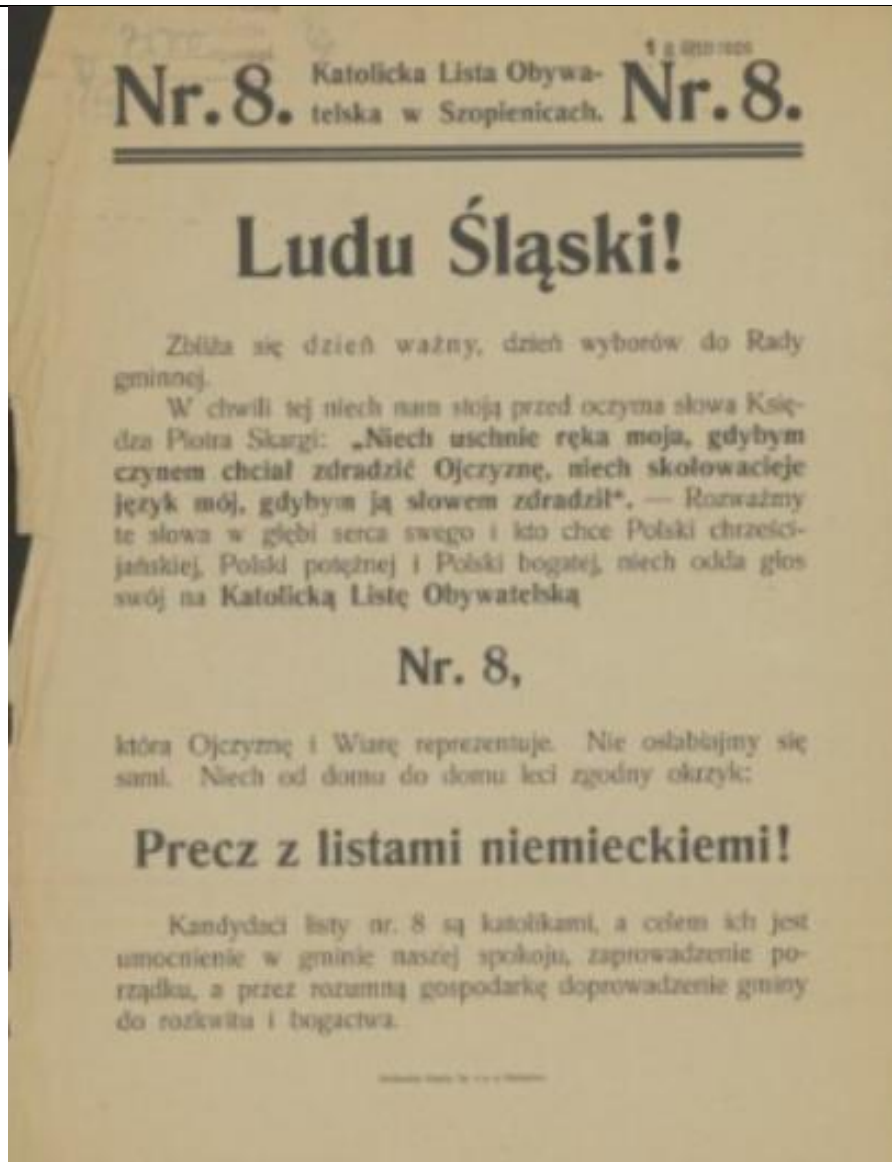 Nr. 8. Katolicka Lista Obywa- Nr. 8.
telska w Szopienicach.
Ludu Śląski!
Zbliża się dzień ważny, dzień wyborów do Rady
gminnej.
W chwili tej niech nam stoją przed oczyma słowa Księ-
dza Piotra Skargi: „Niech uschnie ręka moja, gdybym
czynem chciał zdradzić Ojczyznę, niech skołowacieje
język mój, gdybym ją słowem zdradził“. — Rozważmy
te słowa w głębi serca swego i kto chce Polski chrześci-
jańskiej, Polski potężnej i Polski bogatej, niech odda głos
swój na Katolicką Listę Obywatelską
Nr. 8,
która Ojczyznę i Wiarę reprezentuje. Nie osłabiajmy się
sami. Niech od domu do domu leci zgodny okrzyk:
Precz z listami niemieckiemi!
Kandydaci listy nr. 8 są katolikami, a celem ich jest
umocnienie w gminie naszej spokoju, zaprowadzenie po-
rządku, a przez rozumną gospodarkę doprowadzenie gminy
do rozkwitu i bogactwa.